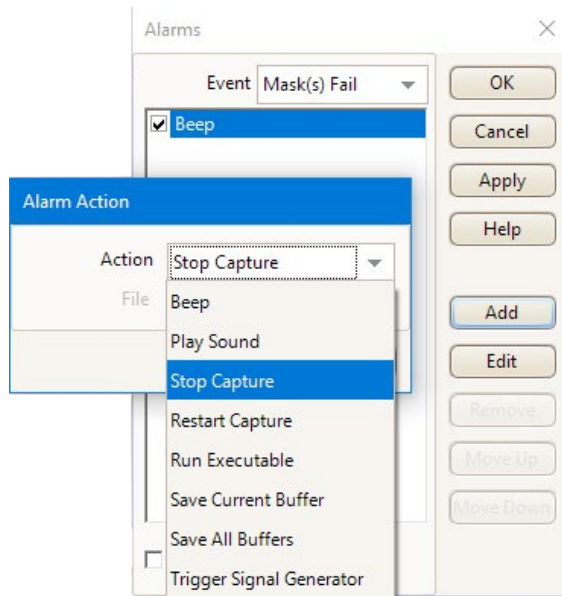 Alarms
Event Mask(s) Fail
OK
Beep
Cancel
Apply
Help
Alarm Action
Action Stop Capture
File
Beep
Play Sound
Stop Capture
Restart Capture
Run Executable
Save Current Buffer
Save All Buffers
Trigger Signal Generator
Add
Edit
Remove
Move Up
Move Down